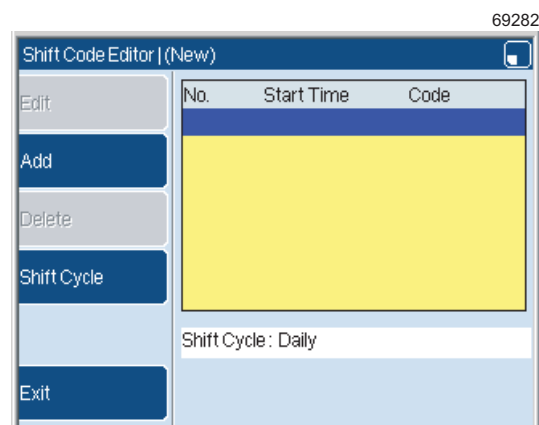 69282
Shift Code Editor | (New)
Edit
No. Start Time Code
Add
Delete
Shift Cycle
Shift Cycle : Daily
Exit